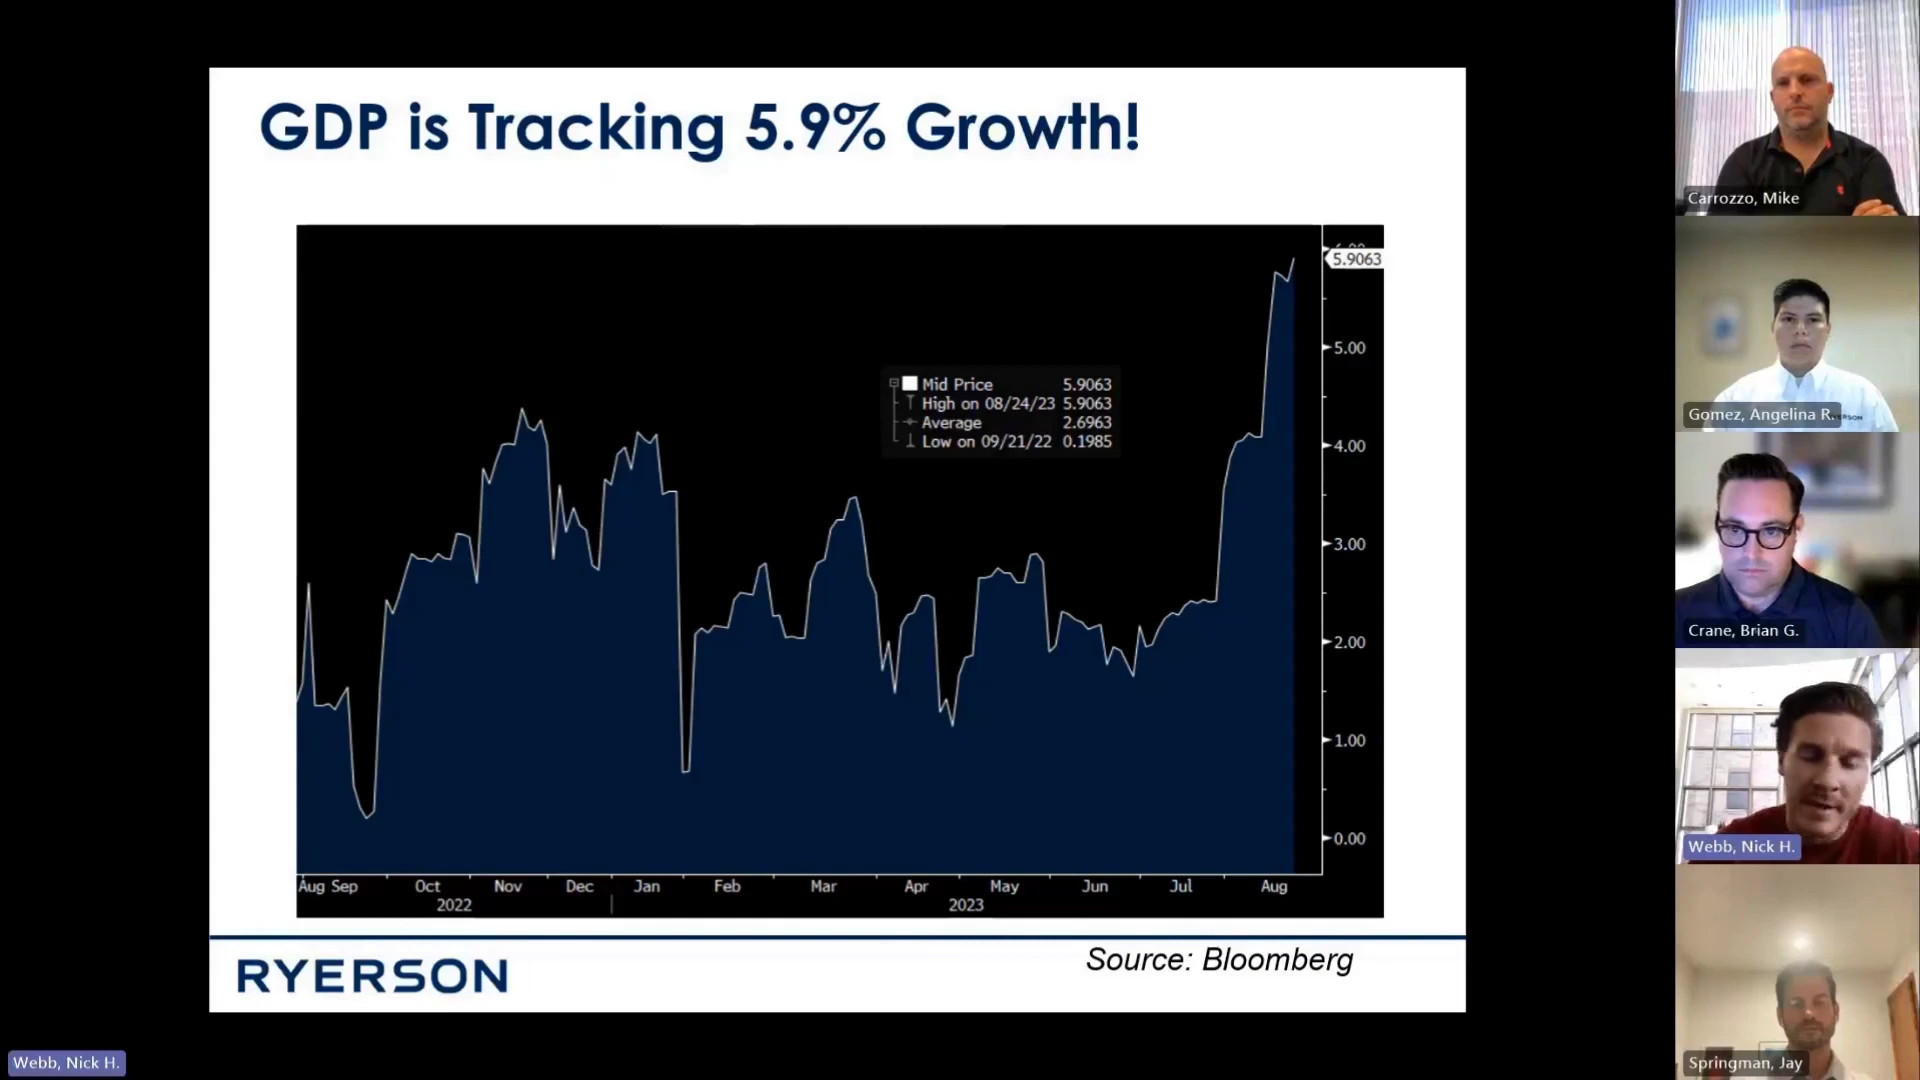 GDP is Tracking 5.9% Growth!
5.9063
5.00
4.00
3.00
2.00
1.00
0.00
Mid Price 5.9063
High on 08/24/23 5.9063
Average 2.6963
Low on 09/21/22 0.1985
Aug Sep Oct Nov Dec Jan Feb Mar Apr May Jun Jul Aug
2022 2023
Source: Bloomberg
RYERSON
Carrozzo, Mike
Gomez, Angelina R.
Crane, Brian G.
Webb, Nick H.
Springman, Jay
Webb, Nick H.